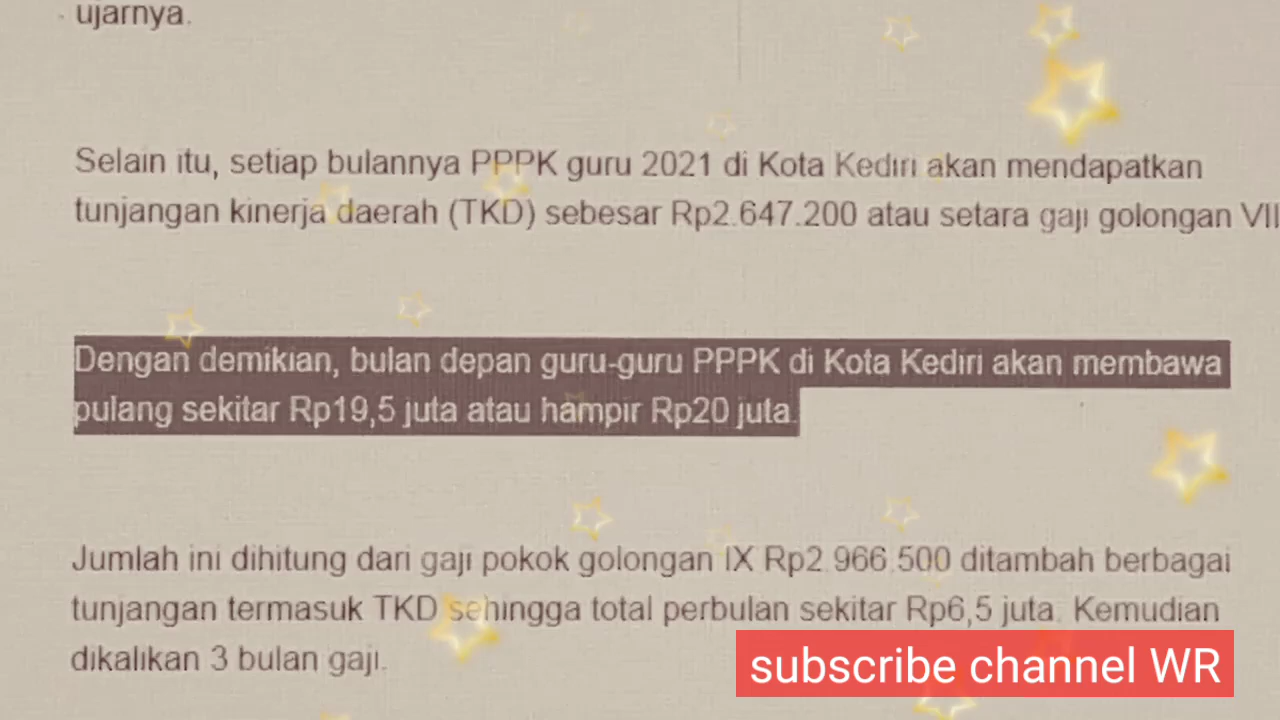 ujarnya.
Selain itu, setiap bulannya PPPK guru 2021 di Kota Kediri akan mendapatkan
tunjangan kinerja daerah (TKD) sebesar Rp2.647.200 atau setara gaji golongan VII
Dengan demikian, bulan depan guru-guru PPPK di Kota Kediri akan membawa
pulang sekitar Rp19,5 juta atau hampir Rp20 juta.
Jumlah ini dihitung dari gaji pokok golongan IX Rp2.966.500 ditambah berbagai
tunjangan termasuk TKD sehingga total perbulan sekitar Rp6,5 juta. Kemudian
dikalikan 3 bulan gaji.
subscribe channel WR